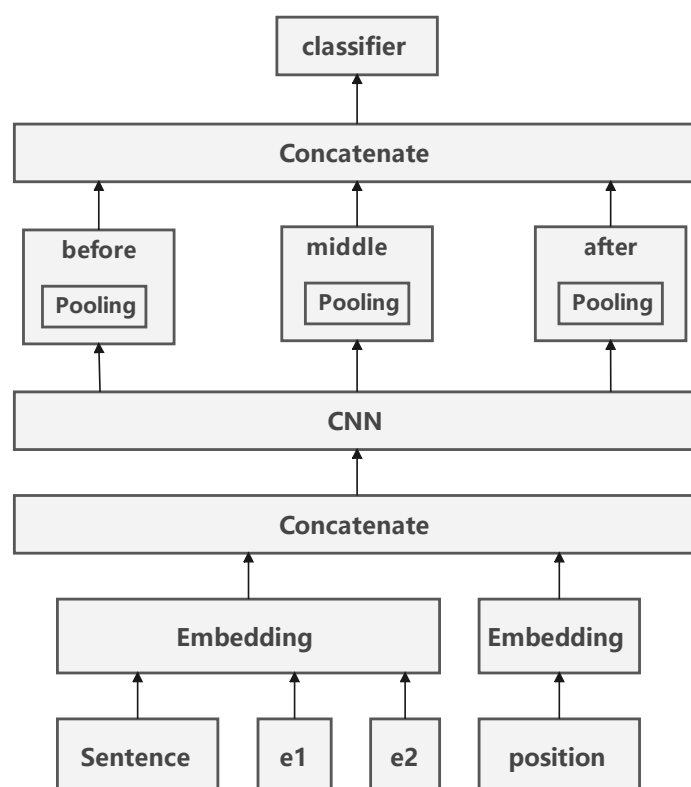 classifier
Concatenate
before
middle
after
Pooling
Pooling
Pooling
CNN
Concatenate
Embedding
Embedding
Sentence
e1
e2
position